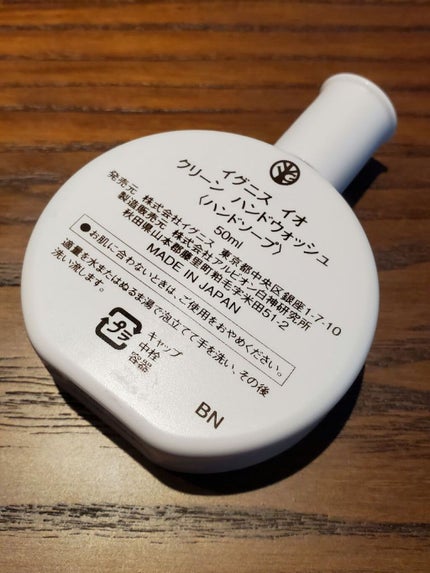 イグニス イオ
クリーン ハンドウオッシュ
〈ハンドソープ〉
50ml
発売元 株式会社イグニス 東京都中央区銀座1-7-10
製造販売元 株式会社アルビオン白神研究所
秋田県山本郡藤里町粕毛字米田51-2
MADE IN JAPAN
●お肌に合わないときは、ご使用をおやめください。
適量を水またはぬるま湯で泡立てて手を洗い、その後
洗い流します。
プラ
キャップ
中栓
容器
BN